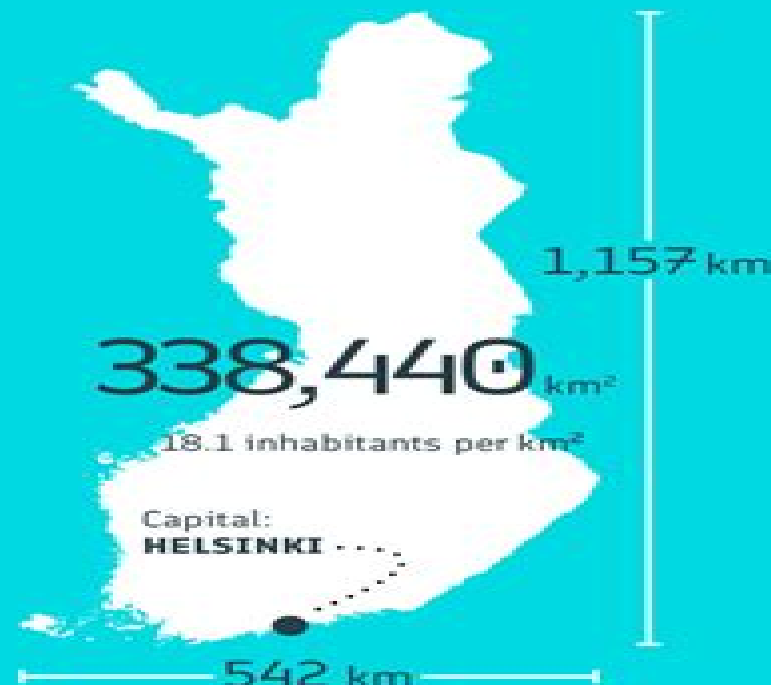 1,157 km
338,440 km²
18.1 inhabitants per km²
Capital:
HELSINKI
542 km